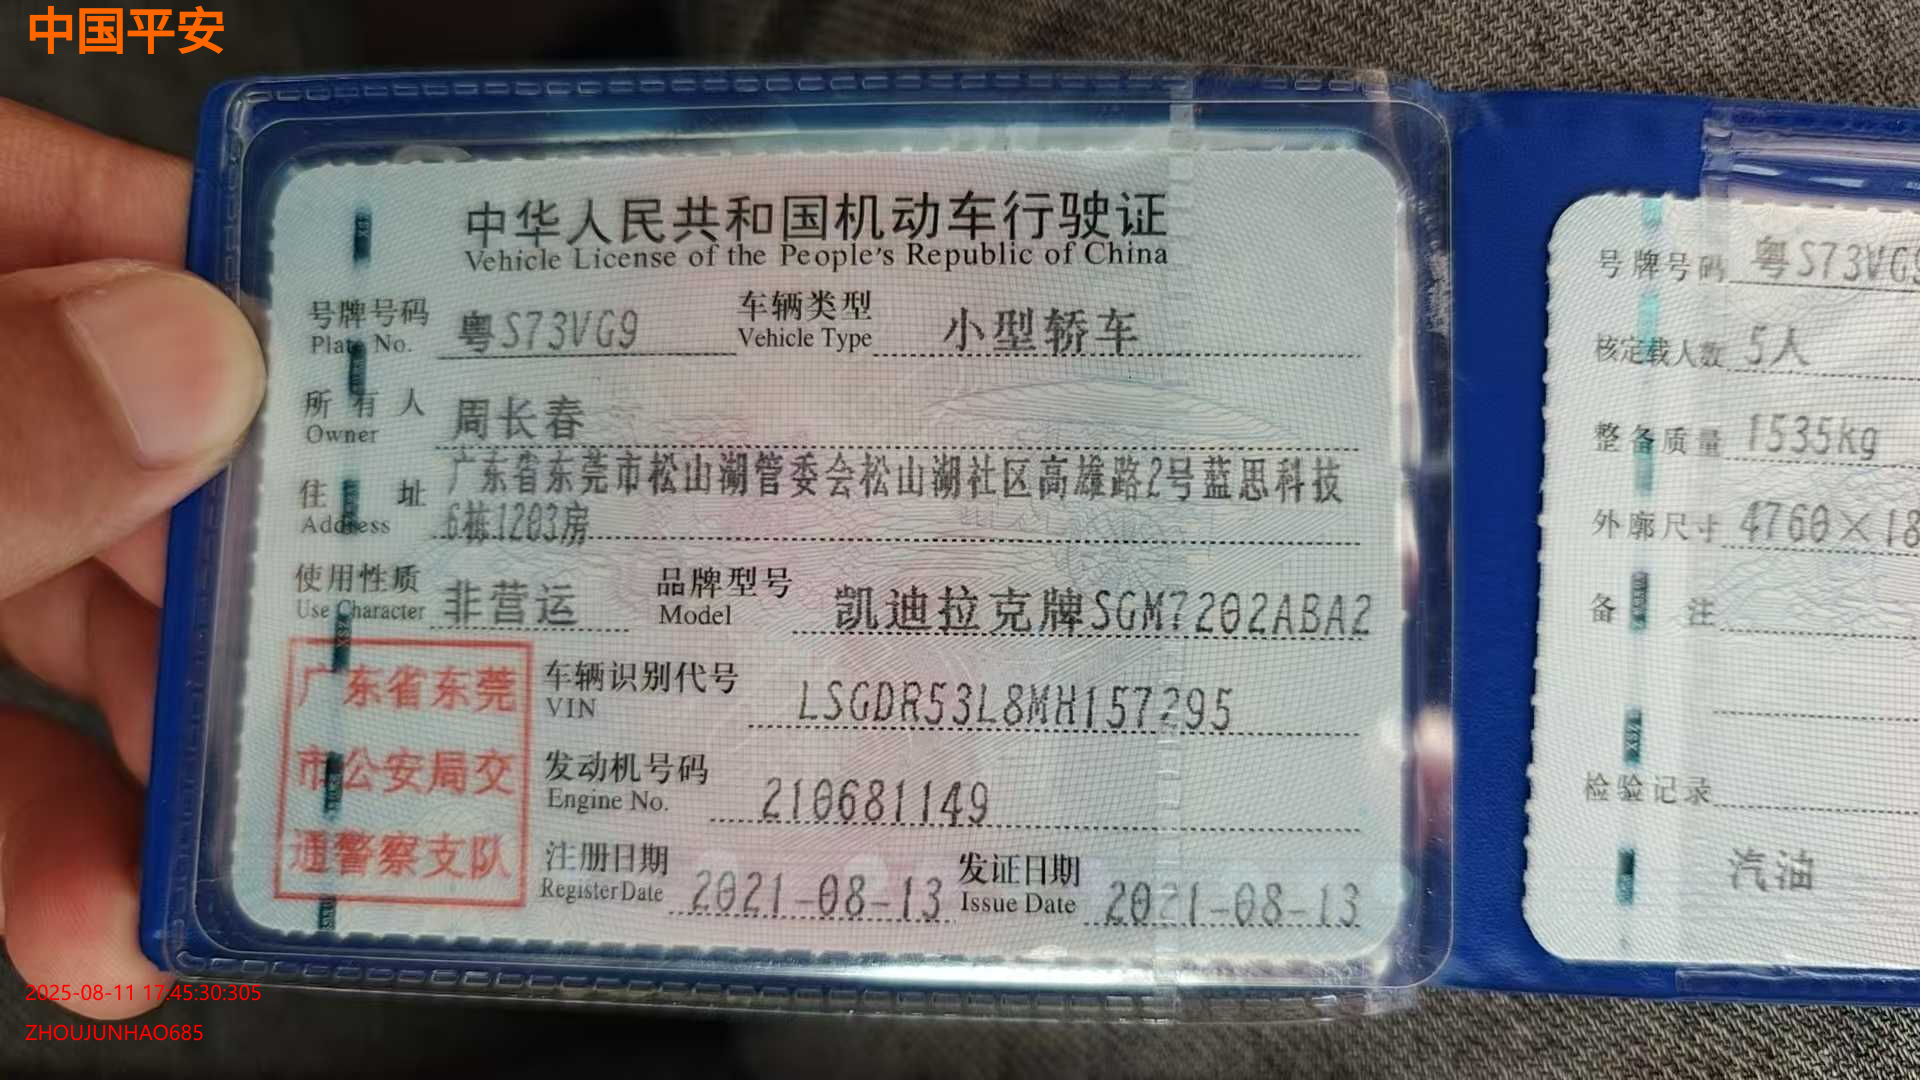 中国平安
中华人民共和国机动车行驶证
Vehicle License of the People's Republic of China
号牌号码 粤S73VG9 车辆类型 小型轿车
Plate No. Vehicle Type
所有人 周长春
Owner
住址 广东省东莞市松山湖管委会松山湖社区高雄路2号蓝思科技
Address 6栋1203房
使用性质 非营运 品牌型号 凯迪拉克牌SGM7202ABA2
Use Character Model
广东省东莞
市公安局交
通警察支队
车辆识别代号 LSGDR53L8MH157295
VIN
发动机号码 210681149
Engine No.
注册日期 2021-08-13 发证日期 2021-08-13
Register Date Issue Date
号牌号码 粤S73VG9
核定载人数 5人
整备质量 1535kg
外廓尺寸 4760×18
备注
检验记录
汽油
2025-08-11 17:45:30:305
ZHOUJUNHAO685